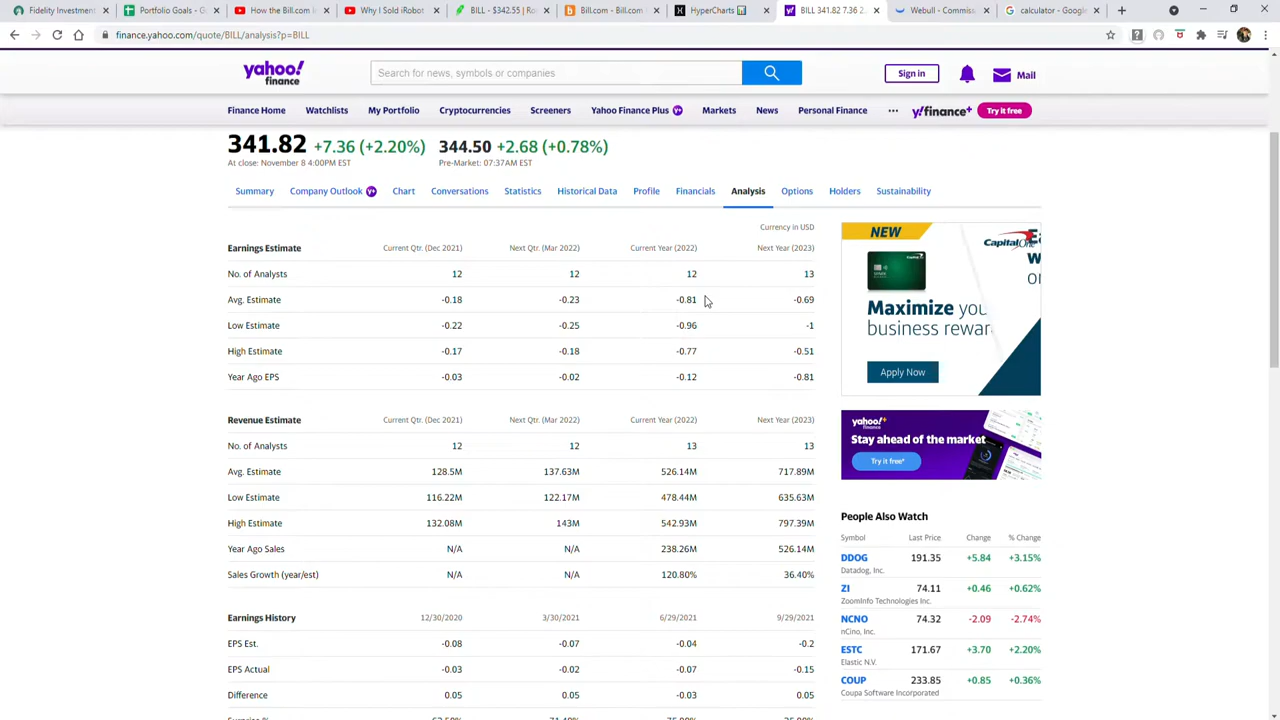 Fidelity Investment
Portfolio Goals - G
How the Bill.com in
Why I Sold iRobot
BILL - $342.55 | Ro
Bill.com - Bill.com
HyperCharts
BILL 341.82 7.36 2.
Webull - Commiss
calculator - Google
finance.yahoo.com/quote/BILL/analysis?p=BILL
yahoo!
finance
Search for news, symbols or companies
Sign in
Mail
Finance Home Watchlists My Portfolio Cryptocurrencies Screeners Yahoo Finance Plus Y+ Markets News Personal Finance ... y!finance+ Try it free
341.82 +7.36 (+2.20%) 344.50 +2.68 (+0.78%)
At close: November 8 4:00PM EST Pre-Market: 07:37AM EST
Summary Company Outlook Y+ Chart Conversations Statistics Historical Data Profile Financials Analysis Options Holders Sustainability
Currency in USD
Earnings Estimate Current Qtr. (Dec 2021) Next Qtr. (Mar 2022) Current Year (2022) Next Year (2023)
No. of Analysts 12 12 12 13
Avg. Estimate -0.18 -0.23 -0.81 -0.69
Low Estimate -0.22 -0.25 -0.96 -1
High Estimate -0.17 -0.18 -0.77 -0.51
Year Ago EPS -0.03 -0.02 -0.12 -0.81
Revenue Estimate Current Qtr. (Dec 2021) Next Qtr. (Mar 2022) Current Year (2022) Next Year (2023)
No. of Analysts 12 12 13 13
Avg. Estimate 128.5M 137.63M 526.14M 717.89M
Low Estimate 116.22M 122.17M 478.44M 635.63M
High Estimate 132.08M 143M 542.93M 797.39M
Year Ago Sales N/A N/A 238.26M 526.14M
Sales Growth (year/est) N/A N/A 120.80% 36.40%
Earnings History 12/30/2020 3/30/2021 6/29/2021 9/29/2021
EPS Est. -0.08 -0.07 -0.04 -0.2
EPS Actual -0.03 -0.02 -0.07 -0.15
Difference 0.05 0.05 -0.03 0.05
NEW
Capital One
Maximize you
business rewar
Apply Now
yahoo!
finance
Stay ahead of the market
Try it free*
People Also Watch
Symbol Last Price Change % Change
DDOG 191.35 +5.84 +3.15%
Datadog, Inc.
ZI 74.11 +0.46 +0.62%
ZoomInfo Technologies Inc.
NCNO 74.32 -2.09 -2.74%
nCino, Inc.
ESTC 171.67 +3.70 +2.20%
Elastic N.V.
COUP 233.85 +0.85 +0.36%
Coupa Software Incorporated